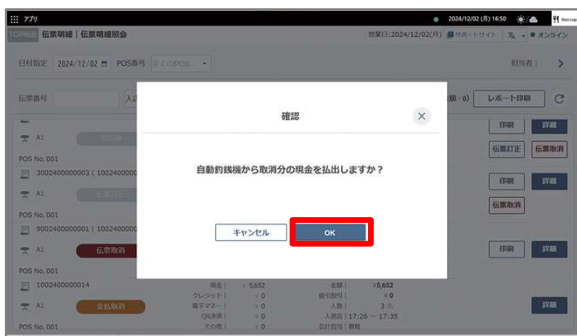 アプリ
2024/12/02 (月) 16:50
伝票明細 | 伝票明細照会
営業日: 2024/12/02(月)
サポートサイト
オンライン
日付指定
2024/12/02
POS番号
全てのPOS
担当者
伝票番号
レポート印刷
確認
自動釣銭機から取消分の現金を払出しますか？
キャンセル
OK
印刷
詳細
A1
伝票訂正
伝票取消
POS No. 001
3002400000003
印刷
詳細
A1
伝票取消
POS No. 001
9002400000001
A1
伝票取消
印刷
詳細
POS No. 001
1002400000014
現金 | ¥ 5,652
金額 | ¥5,652
クレジット | ¥ 0
値引割引 | ¥ 0
A1
支払取消
電子マネー | ¥ 0
人数 | 3
詳細
QR決済 | ¥ 0
入退店 | 17:26 ～ 17:35
POS No. 001
その他 | ¥ 0
会計担当 |